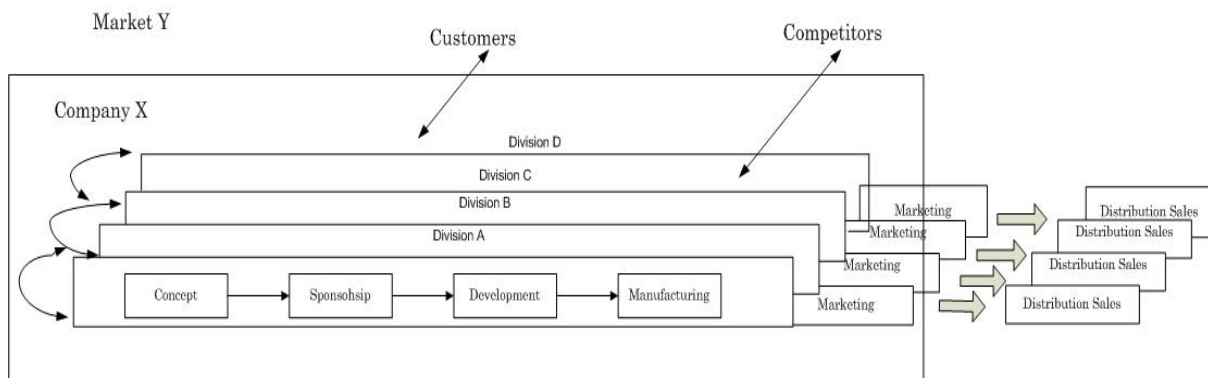 Market Y
Customers
Competitors
Company X
Division D
Division C
Division B
Division A
Marketing
Distribution Sales
Marketing
Distribution Sales
Marketing
Distribution Sales
Concept
Sponsohsip
Development
Manufacturing
Marketing
Distribution Sales